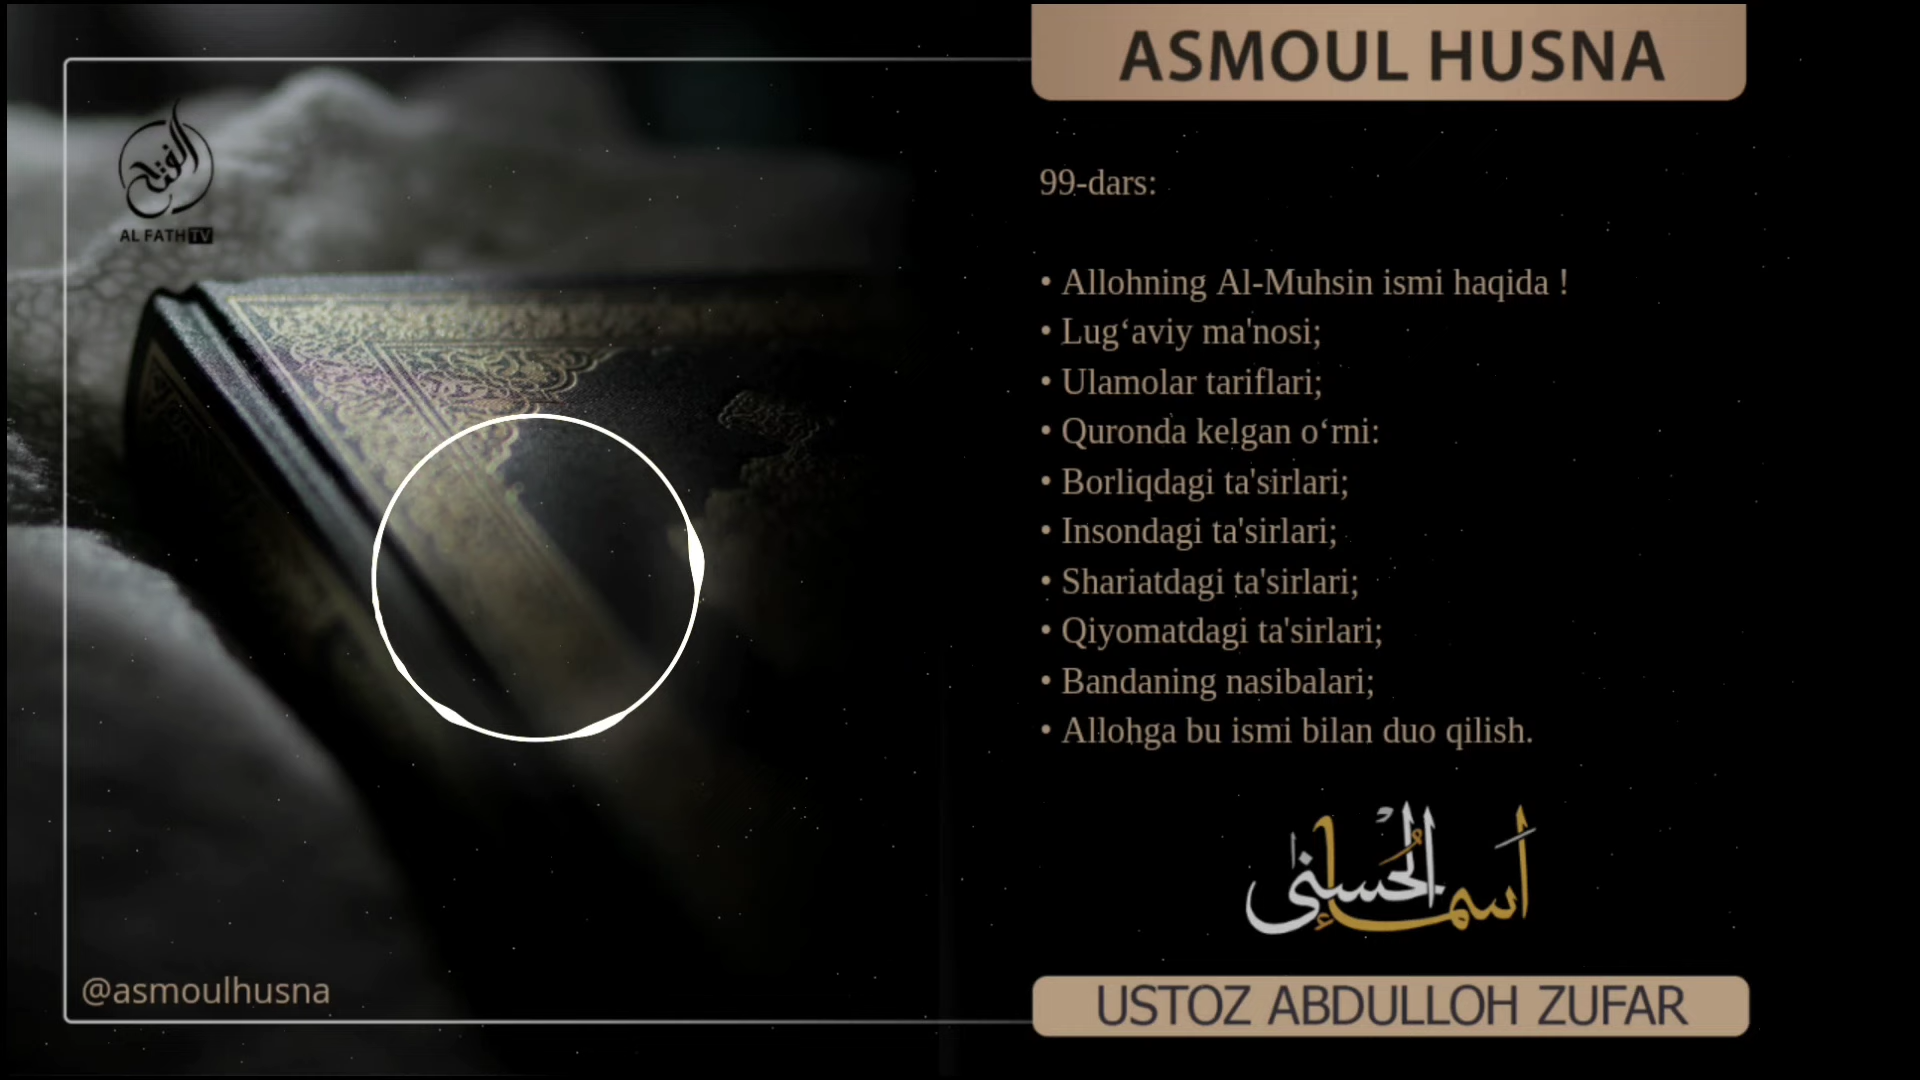 ASMOUL HUSNA
الفتح
AL FATH TV
99-dars:
• Allohning Al-Muhsin ismi haqida !
• Lug‘aviy ma'nosi;
• Ulamolar tariflari;
• Quronda kelgan o‘rni:
• Borliqdagi ta'sirlari;
• Insondagi ta'sirlari;
• Shariatdagi ta'sirlari;
• Qiyomatdagi ta'sirlari;
• Bandaning nasibalari;
• Allohga bu ismi bilan duo qilish.
أسماء الحسنى
@asmoulhusna
USTOZ ABDULLOH ZUFAR